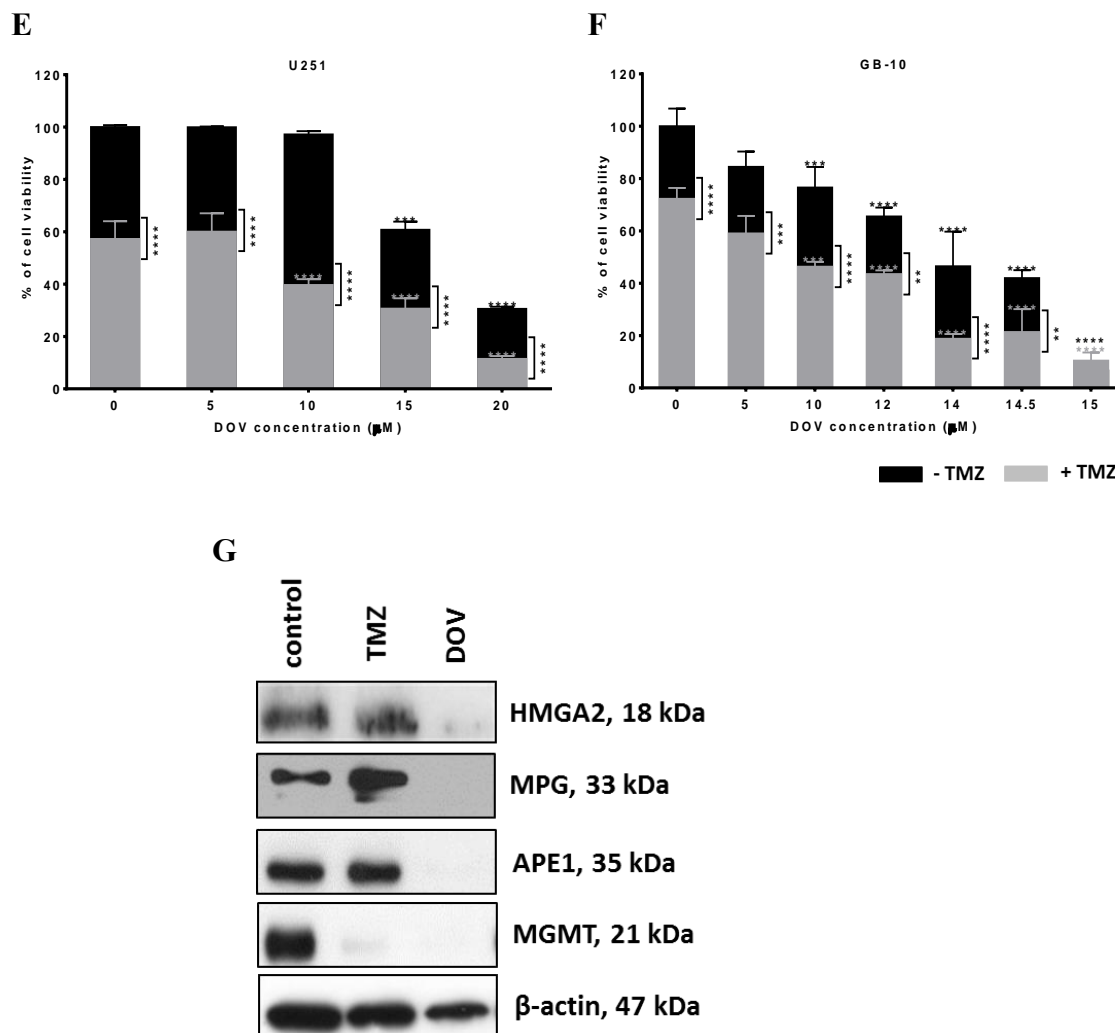 E
U251
% of cell viability
120
100
80
60
40
20
0
****
****
****
****
****
***
****
****
****
****
0 5 10 15 20
DOV concentration (µM)
F
GB-10
% of cell viability
120
100
80
60
40
20
0
****
***
***
***
****
****
****
**
****
****
****
****
****
**
****
****
0 5 10 12 14 14.5 15
DOV concentration (µM)
- TMZ + TMZ
G
control TMZ DOV
HMGA2, 18 kDa
MPG, 33 kDa
APE1, 35 kDa
MGMT, 21 kDa
β-actin, 47 kDa